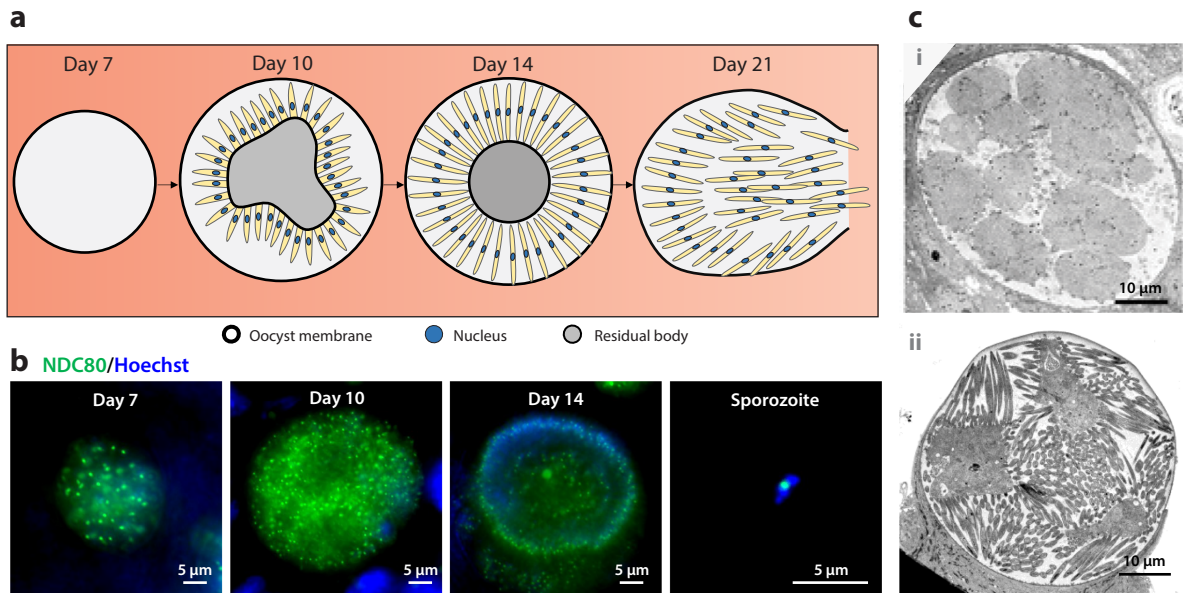 a
Day 7
Day 10
Day 14
Day 21
Oocyst membrane
Nucleus
Residual body
b
NDC80/Hoechst
Day 7
Day 10
Day 14
Sporozoite
5 μm
5 μm
5 μm
5 μm
c
i
10 μm
ii
10 μm